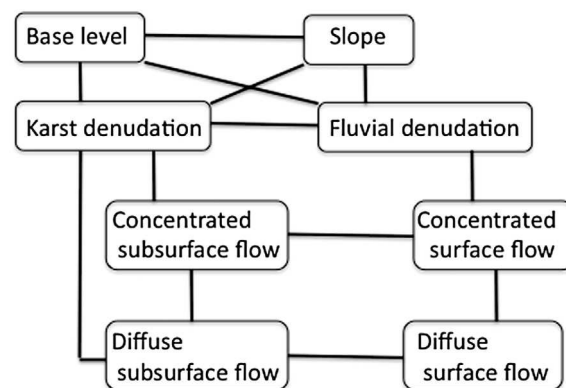 Base level
Slope
Karst denudation
Fluvial denudation
Concentrated
subsurface flow
Concentrated
surface flow
Diffuse
subsurface flow
Diffuse
surface flow